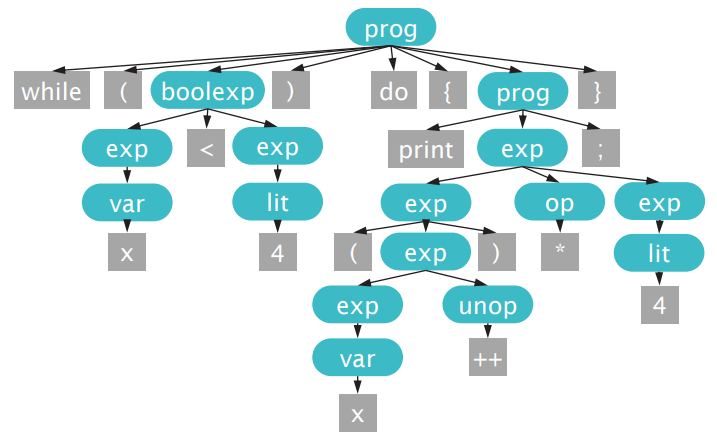 prog
while ( boolexp ) do { prog }
exp < exp print exp ;
var lit exp op exp
x 4 ( exp ) * lit
exp unop 4
var ++
x